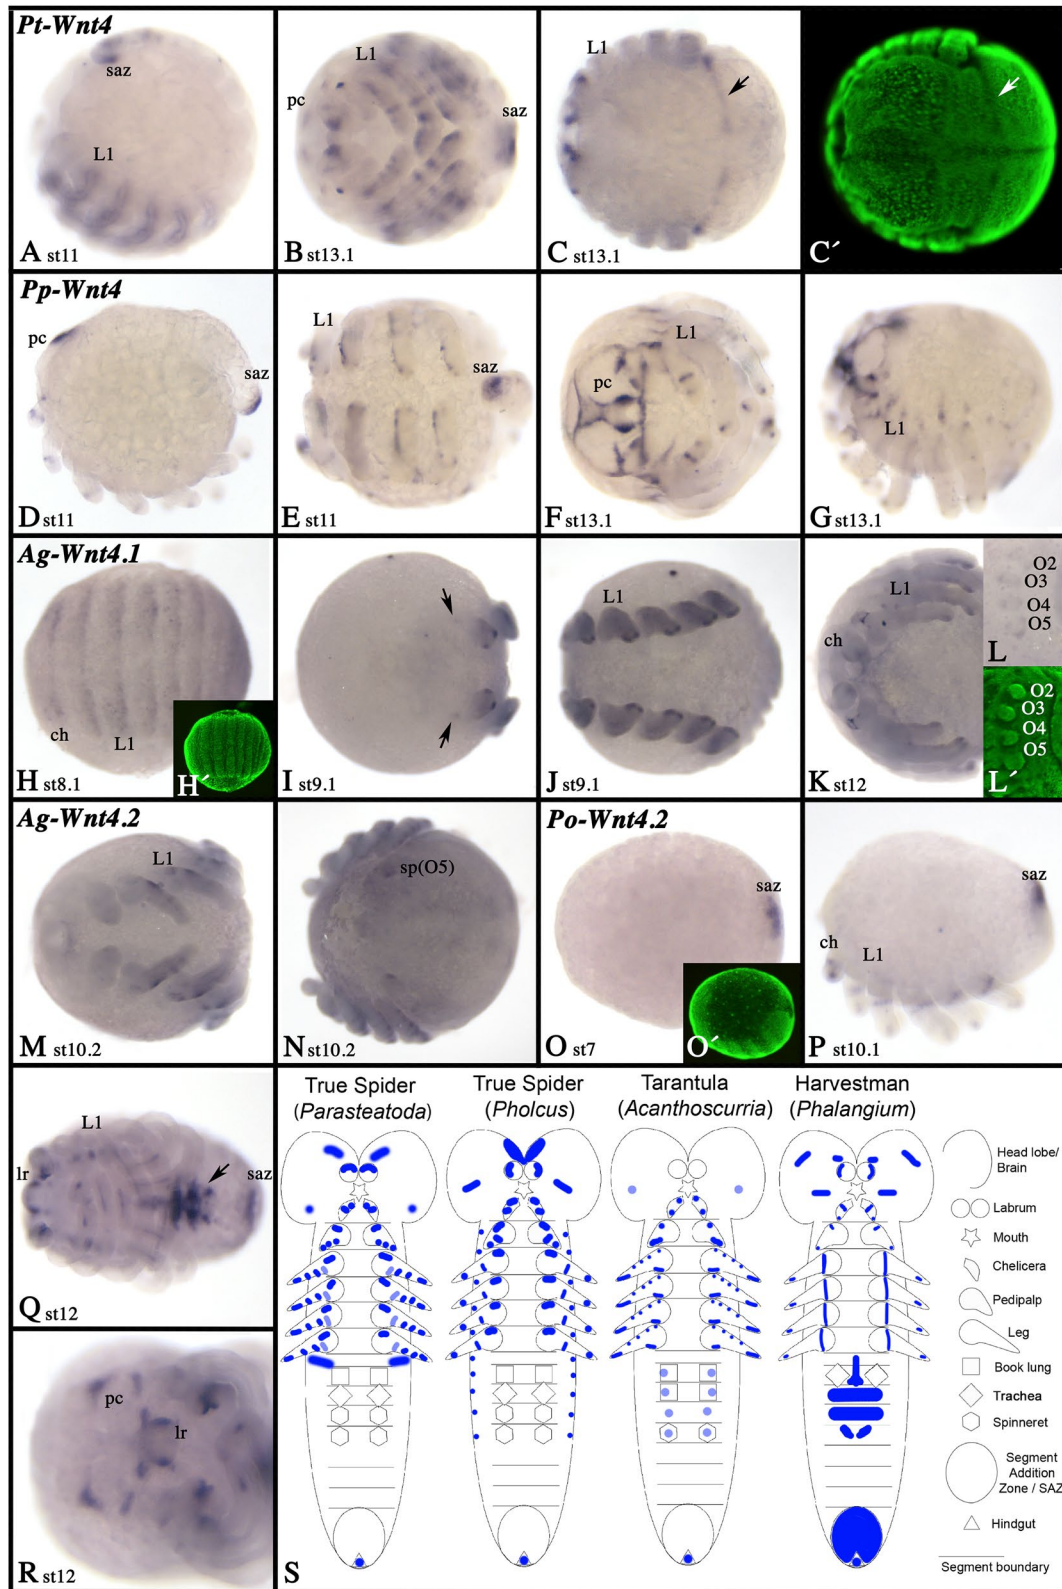 Pt-Wnt4
saz
L1
A st11
L1
pc
saz
B st13.1
L1
C st13.1
C´
Pp-Wnt4
pc
saz
D st11
L1
saz
E st11
L1
pc
F st13.1
L1
G st13.1
Ag-Wnt4.1
ch
L1
H st8.1
H´
I st9.1
L1
J st9.1
L1
ch
K st12
O2
O3
O4
O5
L
O2
O3
O4
O5
L´
Ag-Wnt4.2
L1
M st10.2
sp(O5)
N st10.2
Po-Wnt4.2
saz
O st7
O´
saz
ch
L1
P st10.1
L1
lr
saz
Q st12
pc
lr
R st12
True Spider
(Parasteatoda)
True Spider
(Pholcus)
Tarantula
(Acanthoscurria)
Harvestman
(Phalangium)
Head lobe/
Brain
Labrum
Mouth
Chelicera
Pedipalp
Leg
Book lung
Trachea
Spinneret
Segment
Addition
Zone / SAZ
Hindgut
Segment boundary
S